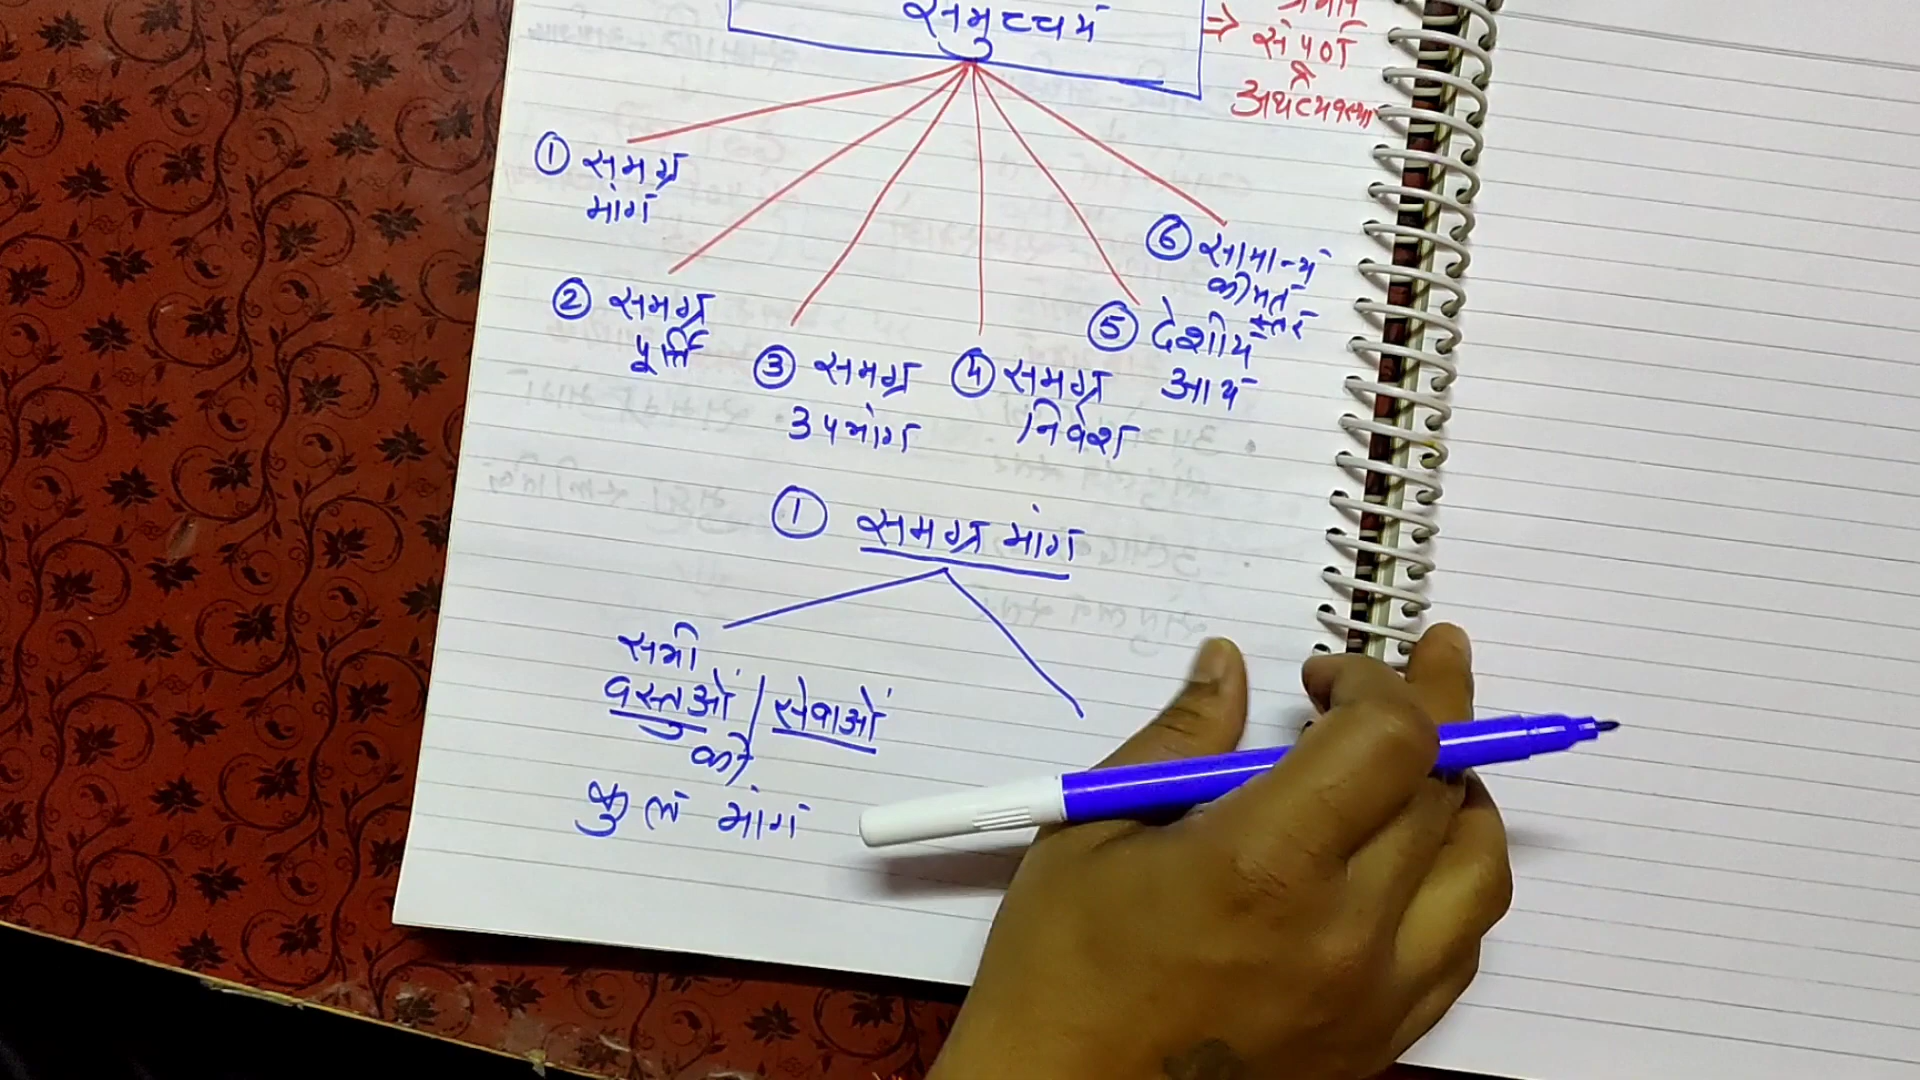 समुच्चय
⇒
संपूर्ण
अर्थव्यवस्था
① समग्र
मांग
② समग्र
पूर्ति
③ समग्र
उपभोग
④ समग्र
निवेश
⑤ देशीय
आय
⑥ सामान्य
कीमत
स्तर
① समग्र मांग
सभी
वस्तुओं / सेवाओं
की
कुल मांग